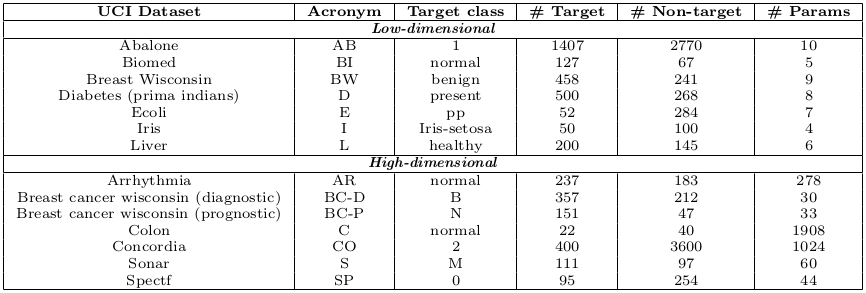 UCI Dataset Acronym Target class # Target # Non-target # Params
Low-dimensional
Abalone AB 1 1407 2770 10
Biomed BI normal 127 67 5
Breast Wisconsin BW benign 458 241 9
Diabetes (prima indians) D present 500 268 8
Ecoli E pp 52 284 7
Iris I Iris-setosa 50 100 4
Liver L healthy 200 145 6
High-dimensional
Arrhythmia AR normal 237 183 278
Breast cancer wisconsin (diagnostic) BC-D B 357 212 30
Breast cancer wisconsin (prognostic) BC-P N 151 47 33
Colon C normal 22 40 1908
Concordia CO 2 400 3600 1024
Sonar S M 111 97 60
Spectf SP 0 95 254 44